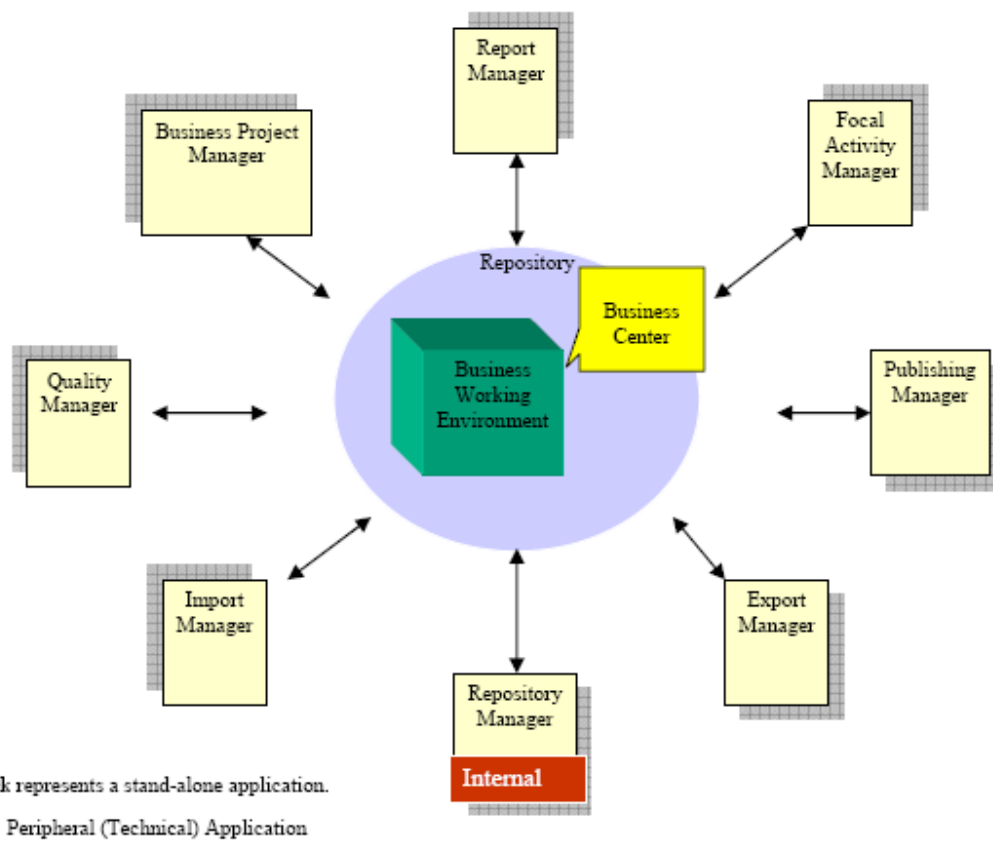 Report
Manager
Business Project
Manager
Focal
Activity
Manager
Repository
Business
Center
Business
Working
Environment
Quality
Manager
Publishing
Manager
Import
Manager
Export
Manager
Repository
Manager
Internal
k represents a stand-alone application.
Peripheral (Technical) Application